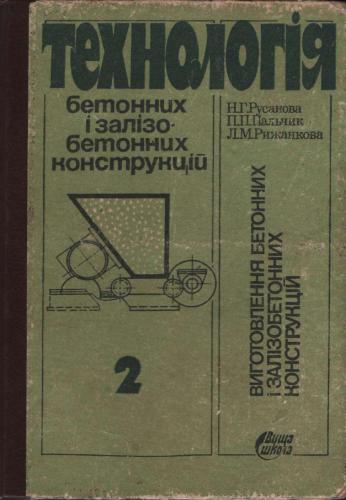 технологія
бетонних
і залізо-
бетонних
конструкцій
Н.Г.Русанова
П.П.Пальчик
Л.М.Рижанкова
ВИГОТОВЛЕННЯ БЕТОННИХ
І ЗАЛІЗОБЕТОННИХ
КОНСТРУКЦІЙ
2
Вища
школа